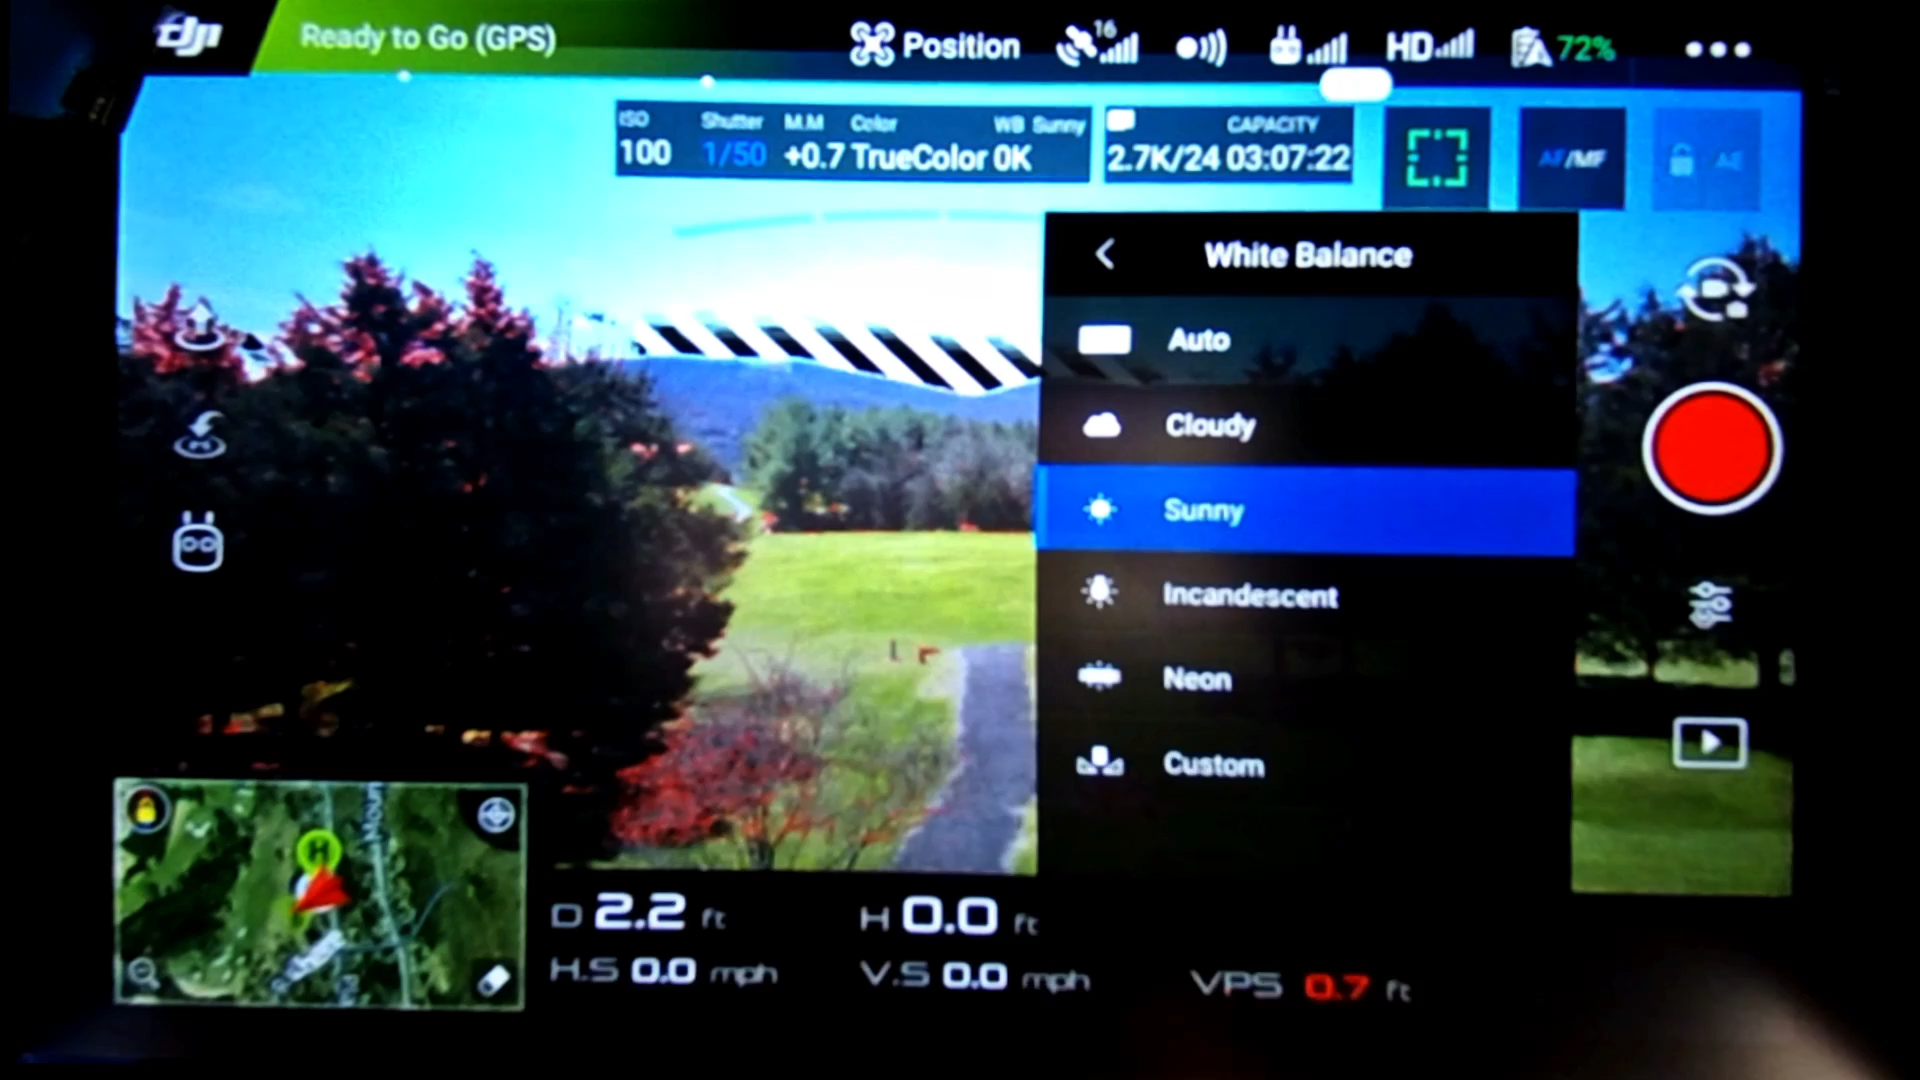 dji
Ready to Go (GPS)
Position
16
HD
72%
ISO Shutter M.M Color WB Sunny
100 1/50 +0.7 TrueColor 0K
CAPACITY
2.7K/24 03:07:22
AF/MF
AE
White Balance
Auto
Cloudy
Sunny
Incandescent
Neon
Custom
H
Moun
D 2.2 ft
H 0.0 ft
H.S 0.0 mph
V.S 0.0 mph
VPS 0.7 ft